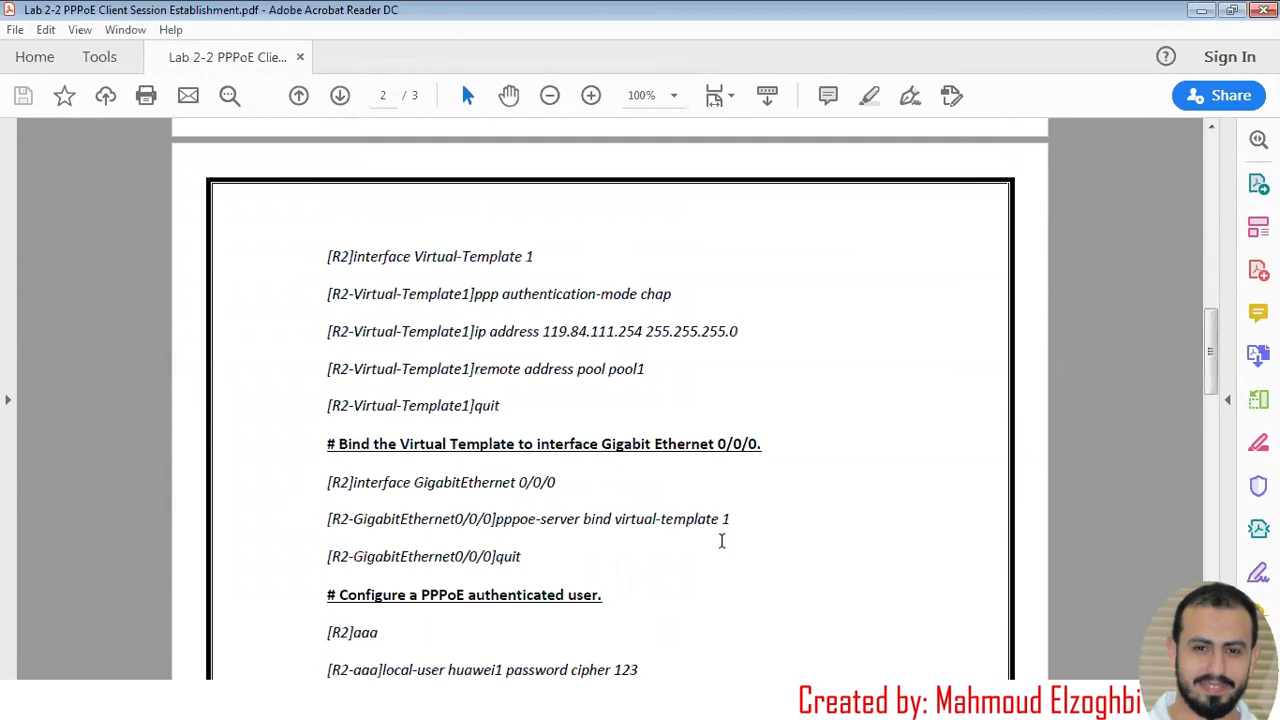 Lab 2-2 PPPoE Client Session Establishment.pdf - Adobe Acrobat Reader DC
File Edit View Window Help
Home Tools Lab 2-2 PPPoE Clie... × ? Sign In
2 / 3 100% Share
[R2]interface Virtual-Template 1
[R2-Virtual-Template1]ppp authentication-mode chap
[R2-Virtual-Template1]ip address 119.84.111.254 255.255.255.0
[R2-Virtual-Template1]remote address pool pool1
[R2-Virtual-Template1]quit
# Bind the Virtual Template to interface Gigabit Ethernet 0/0/0.
[R2]interface GigabitEthernet 0/0/0
[R2-GigabitEthernet0/0/0]pppoe-server bind virtual-template 1
[R2-GigabitEthernet0/0/0]quit
# Configure a PPPoE authenticated user.
[R2]aaa
[R2-aaa]local-user huawei1 password cipher 123
Created by: Mahmoud Elzoghbi